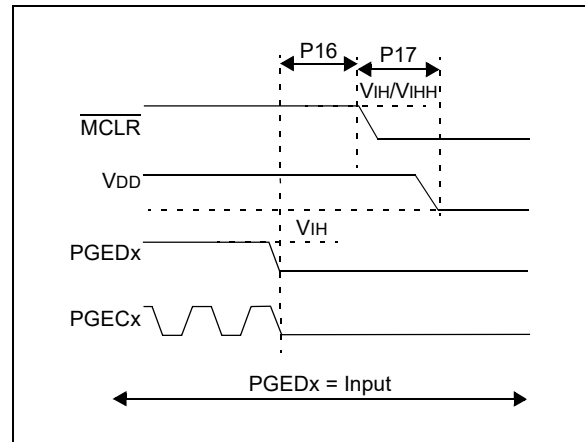 P16
P17
VIH/VIHH
MCLR
VDD
VIH
PGEDx
PGECx
PGEDx = Input